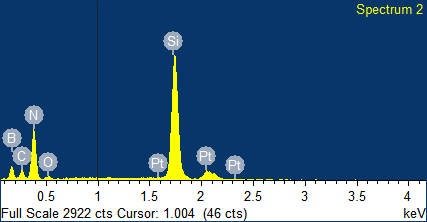 Spectrum 2
Si
N
B
C
O
Pt
Pt
Pt
0.5 1 1.5 2 2.5 3 3.5 4
Full Scale 2922 cts Cursor: 1.004 (46 cts) keV